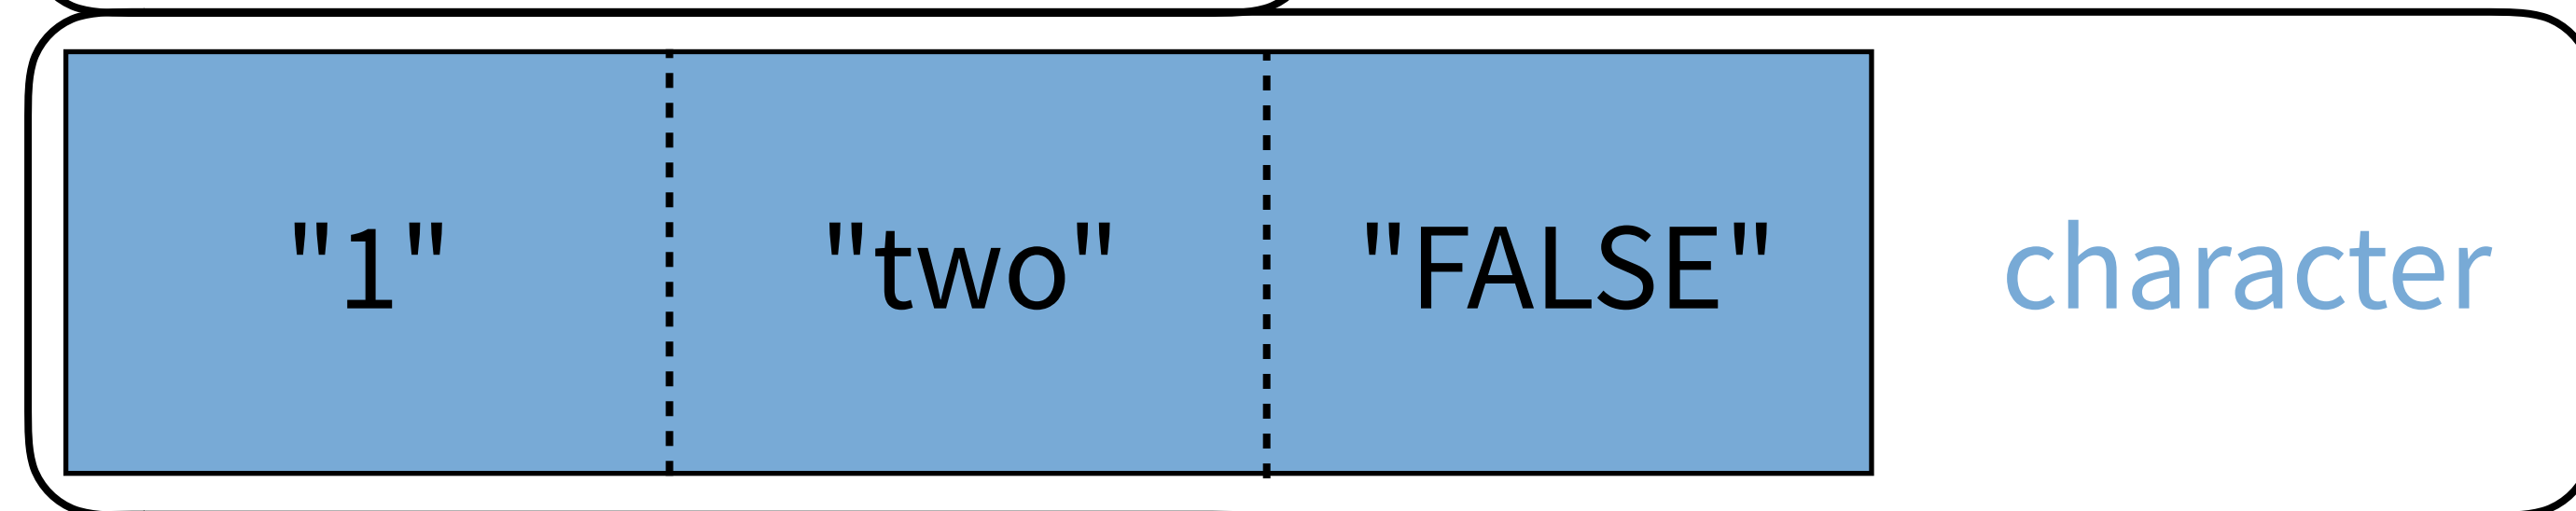 "1" "two" "FALSE" character